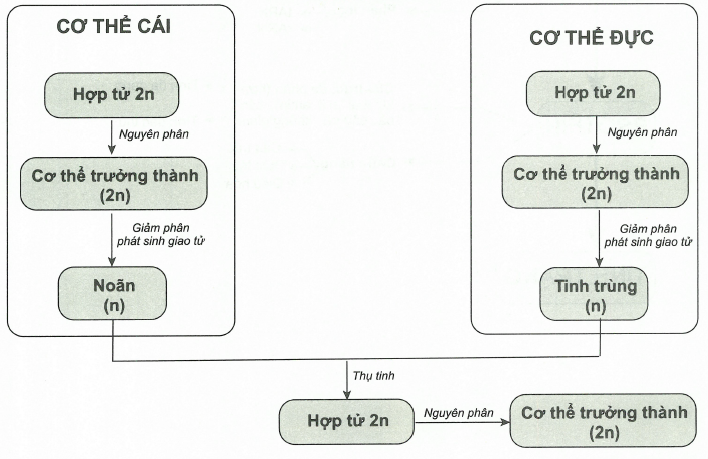 CƠ THỂ CÁI
Hợp tử 2n
Nguyên phân
Cơ thể trưởng thành
(2n)
Giảm phân
phát sinh giao tử
Noãn
(n)
CƠ THỂ ĐỰC
Hợp tử 2n
Nguyên phân
Cơ thể trưởng thành
(2n)
Giảm phân
phát sinh giao tử
Tinh trùng
(n)
Thụ tinh
Hợp tử 2n
Nguyên phân
Cơ thể trưởng thành
(2n)